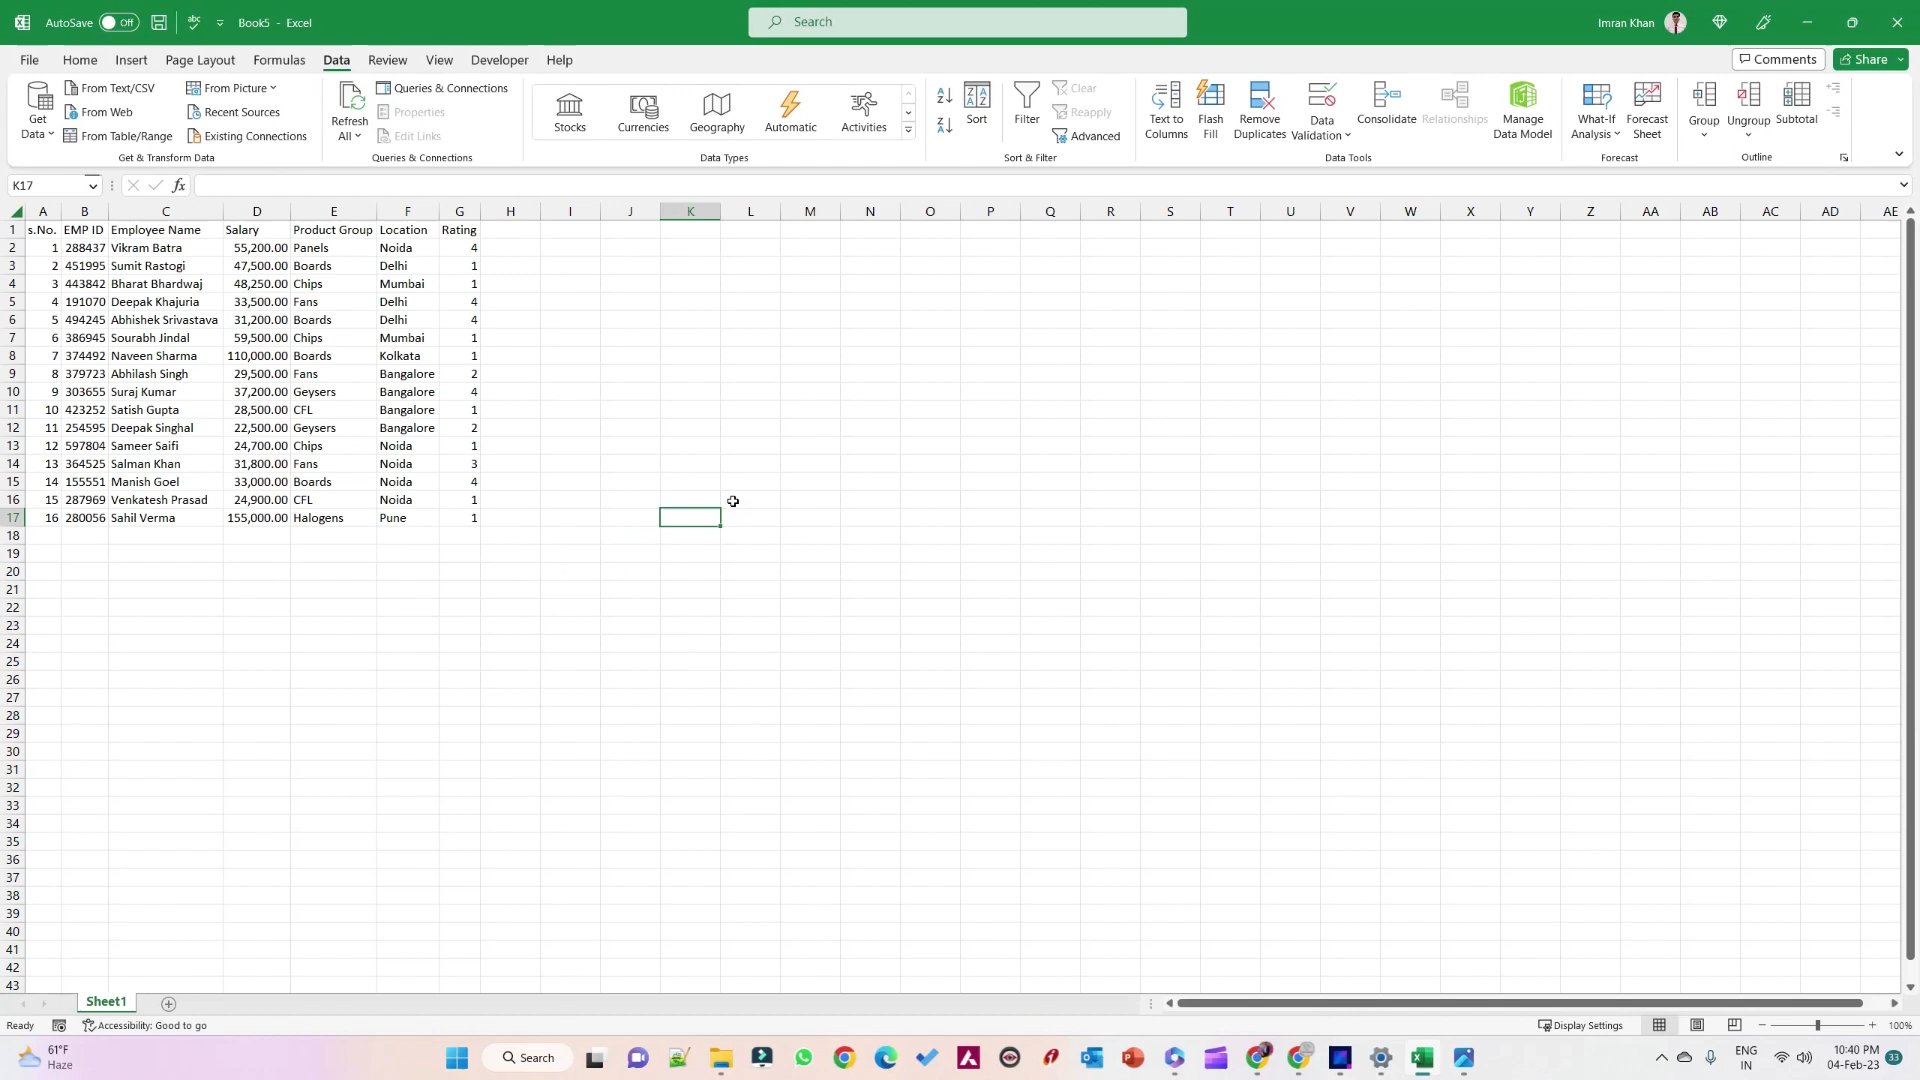 AutoSave Off abc Book5 - Excel Search Imran Khan
File Home Insert Page Layout Formulas Data Review View Developer Help Comments Share
Get Data From Text/CSV From Web From Table/Range From Picture Recent Sources Existing Connections
Get & Transform Data
Refresh All Queries & Connections Properties Edit Links
Queries & Connections
Stocks Currencies Geography Automatic Activities
Data Types
Sort Filter Clear Reapply Advanced
Sort & Filter
Text to Columns Flash Fill Remove Duplicates Data Validation Consolidate Relationships Manage Data Model
Data Tools
What-If Analysis Forecast Sheet
Forecast
Group Ungroup Subtotal
Outline
K17 fx
A B C D E F G H I J K L M N O P Q R S T U V W X Y Z AA AB AC AD AE
1 s.No. EMP ID Employee Name Salary Product Group Location Rating
2 1 288437 Vikram Batra 55,200.00 Panels Noida 4
3 2 451995 Sumit Rastogi 47,500.00 Boards Delhi 1
4 3 443842 Bharat Bhardwaj 48,250.00 Chips Mumbai 1
5 4 191070 Deepak Khajuria 33,500.00 Fans Delhi 4
6 5 494245 Abhishek Srivastava 31,200.00 Boards Delhi 4
7 6 386945 Sourabh Jindal 59,500.00 Chips Mumbai 1
8 7 374492 Naveen Sharma 110,000.00 Boards Kolkata 1
9 8 379723 Abhilash Singh 29,500.00 Fans Bangalore 2
10 9 303655 Suraj Kumar 37,200.00 Geysers Bangalore 4
11 10 423252 Satish Gupta 28,500.00 CFL Bangalore 1
12 11 254595 Deepak Singhal 22,500.00 Geysers Bangalore 2
13 12 597804 Sameer Saifi 24,700.00 Chips Noida 1
14 13 364525 Salman Khan 31,800.00 Fans Noida 3
15 14 155551 Manish Goel 33,000.00 Boards Noida 4
16 15 287969 Venkatesh Prasad 24,900.00 CFL Noida 1
17 16 280056 Sahil Verma 155,000.00 Halogens Pune 1
18
19
20
21
22
23
24
25
26
27
28
29
30
31
32
33
34
35
36
37
38
39
40
41
42
43
Sheet1
Ready Accessibility: Good to go Display Settings 100%
61°F Haze Search ENG IN 10:40 PM 04-Feb-23 33